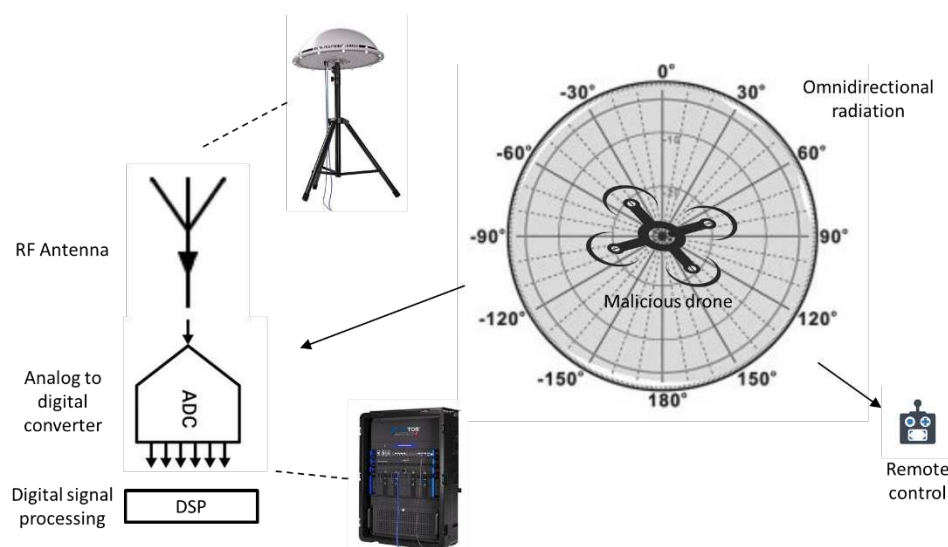 RF Antenna
Analog to
digital
converter
ADC
Digital signal
processing
DSP
0°
-30°
30°
-60°
60°
-90°
90°
-120°
120°
-150°
150°
180°
Omnidirectional
radiation
Malicious drone
Remote
control